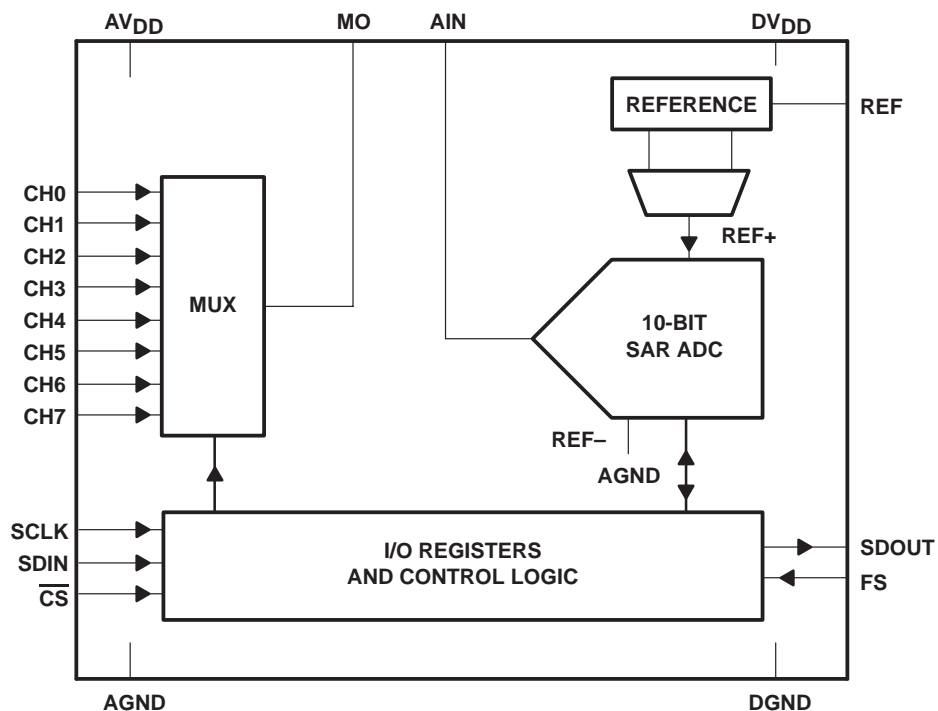 AVDD
MO
AIN
DVDD
REFERENCE
REF
CH0
CH1
CH2
CH3
CH4
CH5
CH6
CH7
MUX
REF+
10-BIT
SAR ADC
REF–
AGND
SCLK
SDIN
C̅S̅
I/O REGISTERS
AND CONTROL LOGIC
SDOUT
FS
AGND
DGND